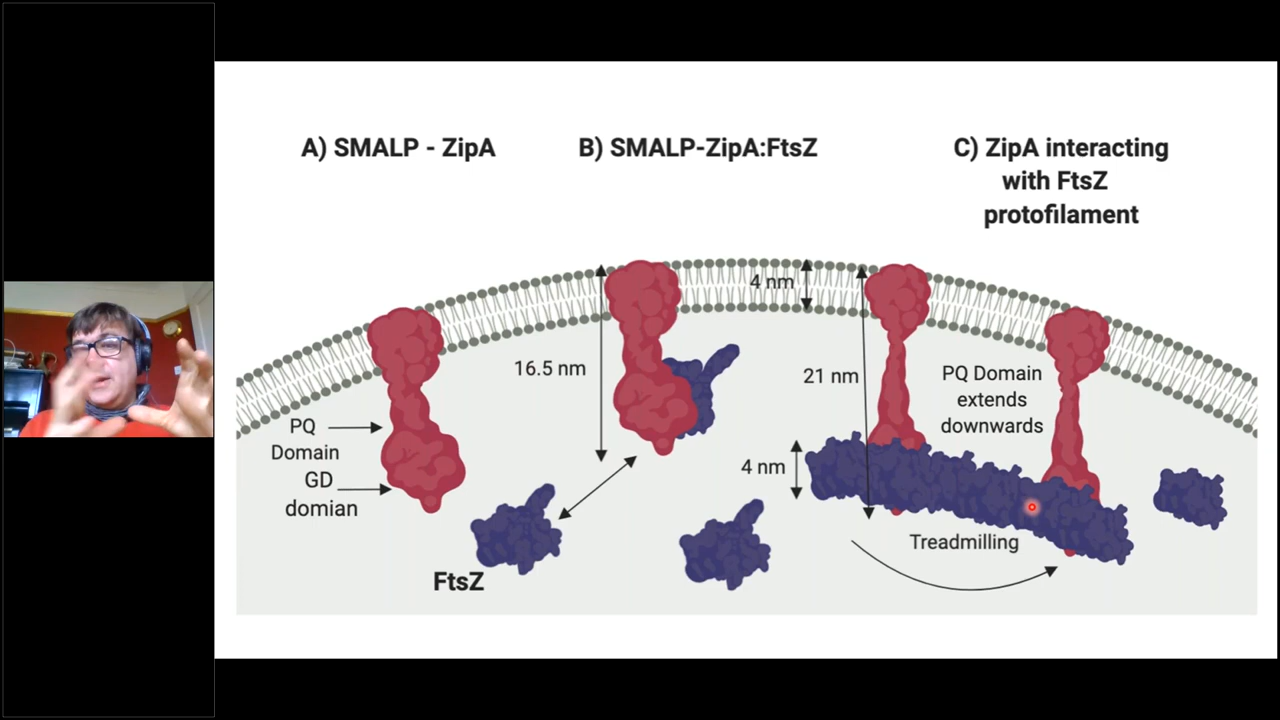 A) SMALP - ZipA
B) SMALP-ZipA:FtsZ
C) ZipA interacting
with FtsZ
protofilament
4 nm
16.5 nm
21 nm
PQ Domain
extends
downwards
PQ
Domain
GD
domian
4 nm
Treadmilling
FtsZ